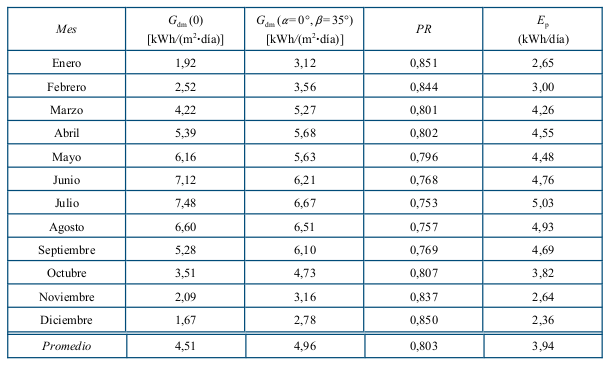 Mes G_dm (0) [kWh/(m²·día)] G_dm (α=0°, β=35°) [kWh/(m²·día)] PR E_p (kWh/día)
Enero 1,92 3,12 0,851 2,65
Febrero 2,52 3,56 0,844 3,00
Marzo 4,22 5,27 0,801 4,26
Abril 5,39 5,68 0,802 4,55
Mayo 6,16 5,63 0,796 4,48
Junio 7,12 6,21 0,768 4,76
Julio 7,48 6,67 0,753 5,03
Agosto 6,60 6,51 0,757 4,93
Septiembre 5,28 6,10 0,769 4,69
Octubre 3,51 4,73 0,807 3,82
Noviembre 2,09 3,16 0,837 2,64
Diciembre 1,67 2,78 0,850 2,36
Promedio 4,51 4,96 0,803 3,94